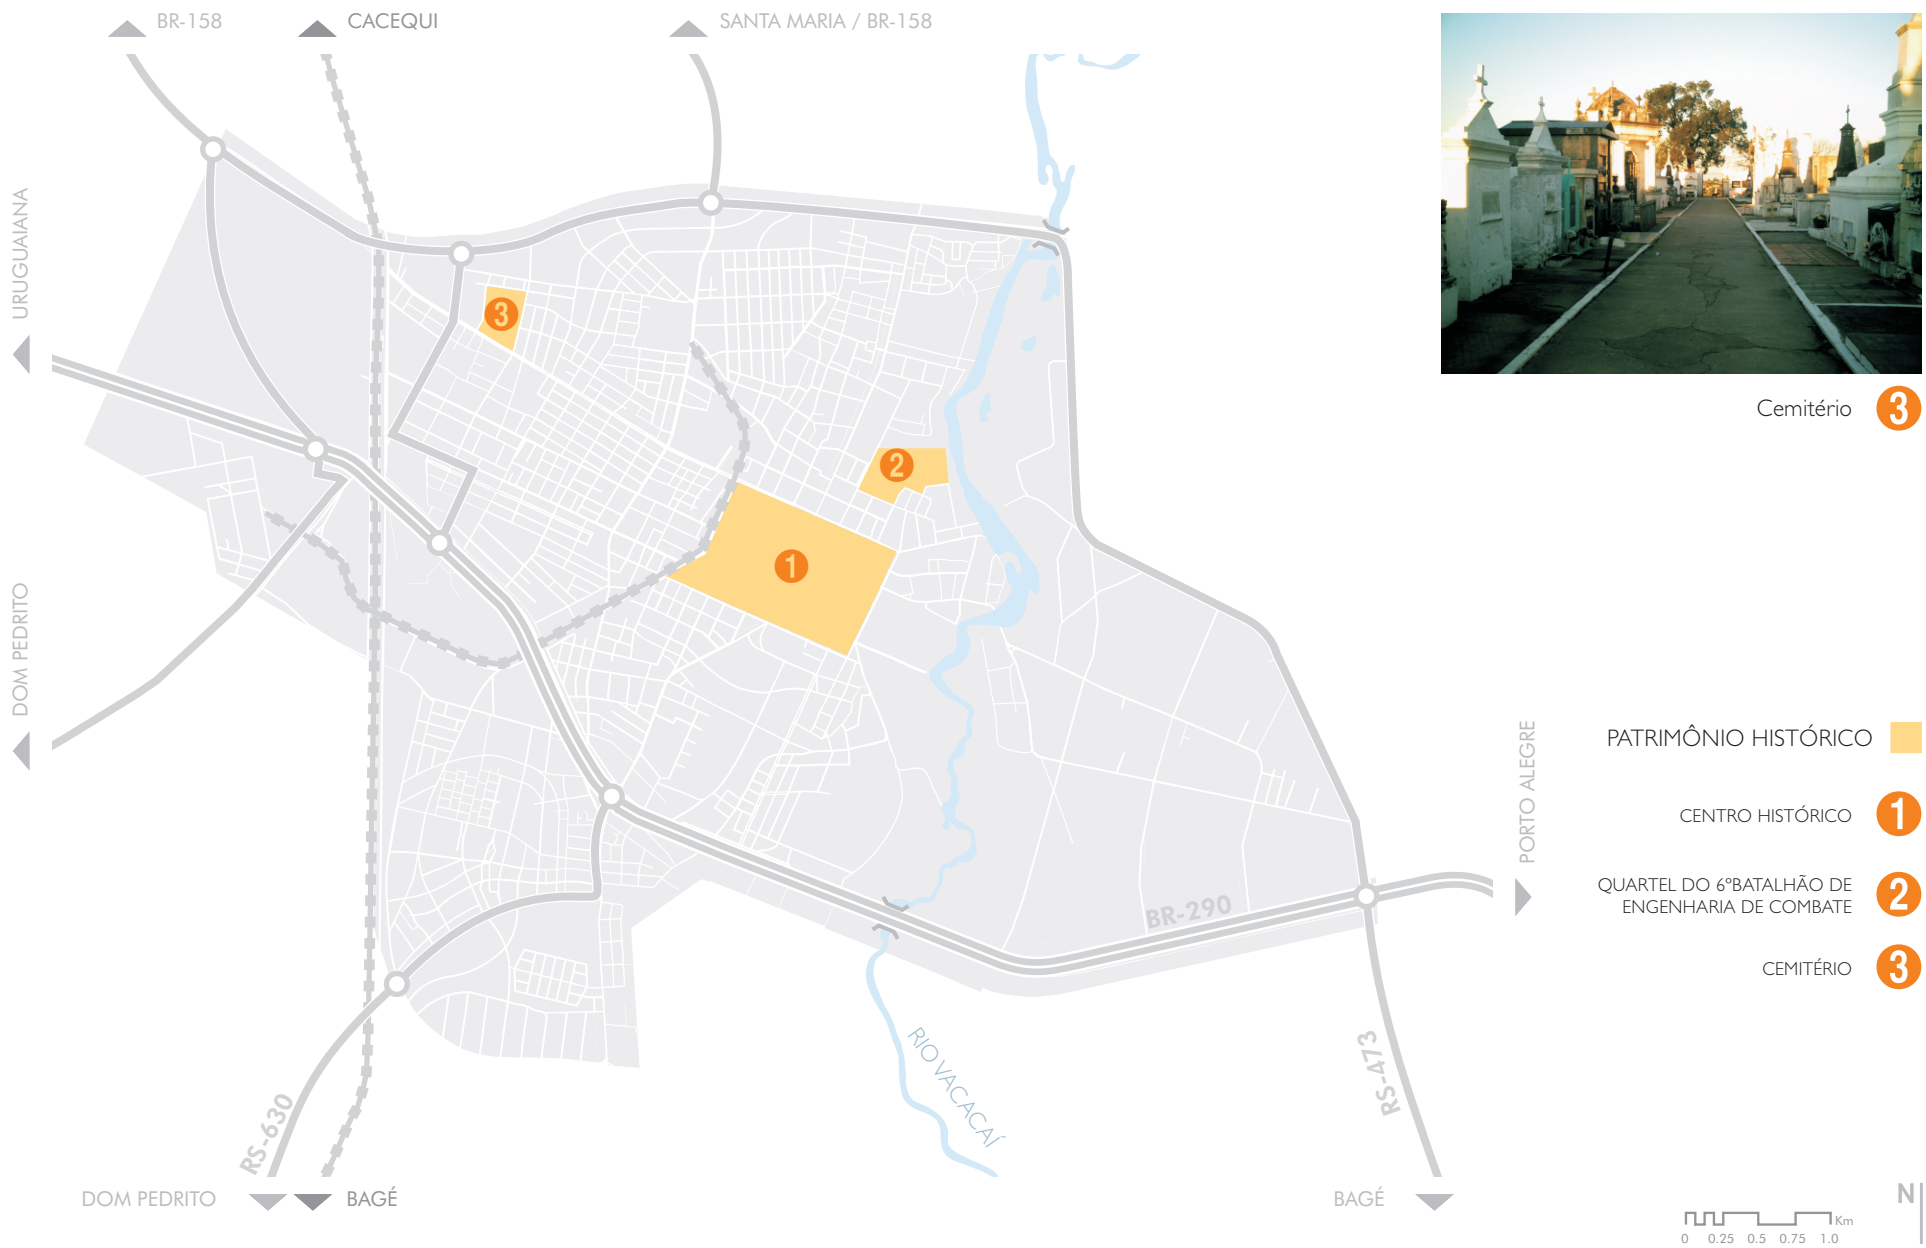 BR-158
CACEQUI
SANTA MARIA / BR-158
URUGUAIANA
3
Cemitério 3
2
1
DOM PEDRITO
PORTO ALEGRE
PATRIMÔNIO HISTÓRICO
CENTRO HISTÓRICO 1
QUARTEL DO 6ºBATALHÃO DE
ENGENHARIA DE COMBATE 2
CEMITÉRIO 3
BR-290
RIO VACACAÍ
RS-473
RS-630
DOM PEDRITO
BAGÉ
BAGÉ
N
Km
0 0.25 0.5 0.75 1.0